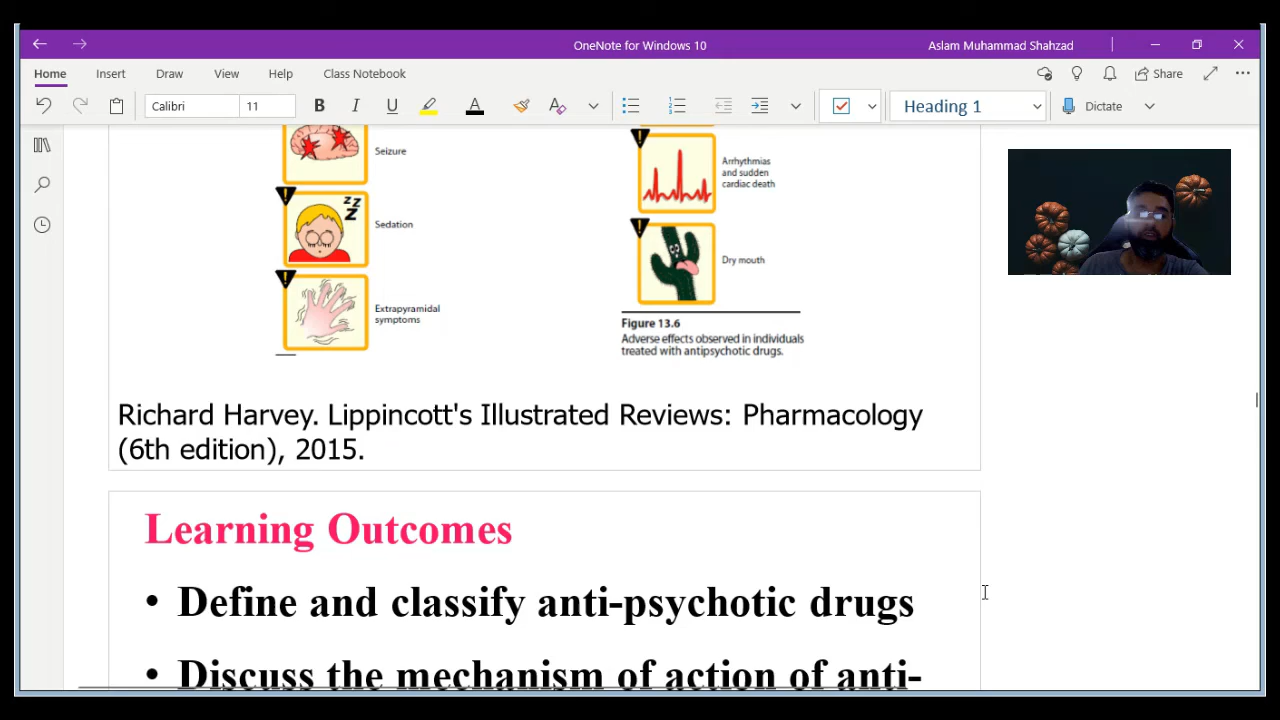 OneNote for Windows 10
Aslam Muhammad Shahzad
Home Insert Draw View Help Class Notebook
Share
Calibri 11 B I U A A Heading 1 Dictate
Seizure
Sedation
zzz
Extrapyramidal
symptoms
Arrhythmias
and sudden
cardiac death
Dry mouth
Figure 13.6
Adverse effects observed in individuals
treated with antipsychotic drugs.
Richard Harvey. Lippincott's Illustrated Reviews: Pharmacology
(6th edition), 2015.
Learning Outcomes
• Define and classify anti-psychotic drugs
• Discuss the mechanism of action of anti-